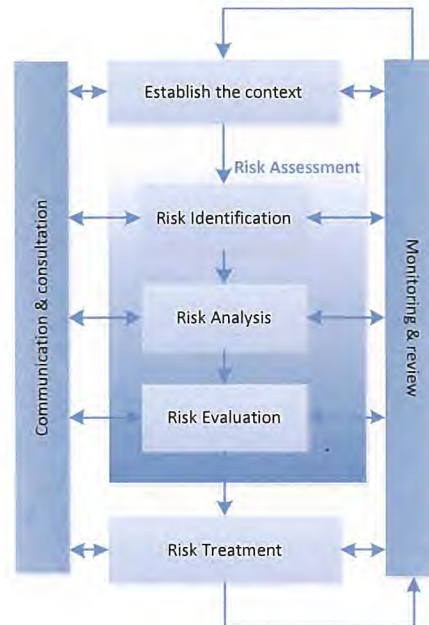 Establish the context
Risk Assessment
Communication & consultation
Risk Identification
Monitoring & review
Risk Analysis
Risk Evaluation
Risk Treatment